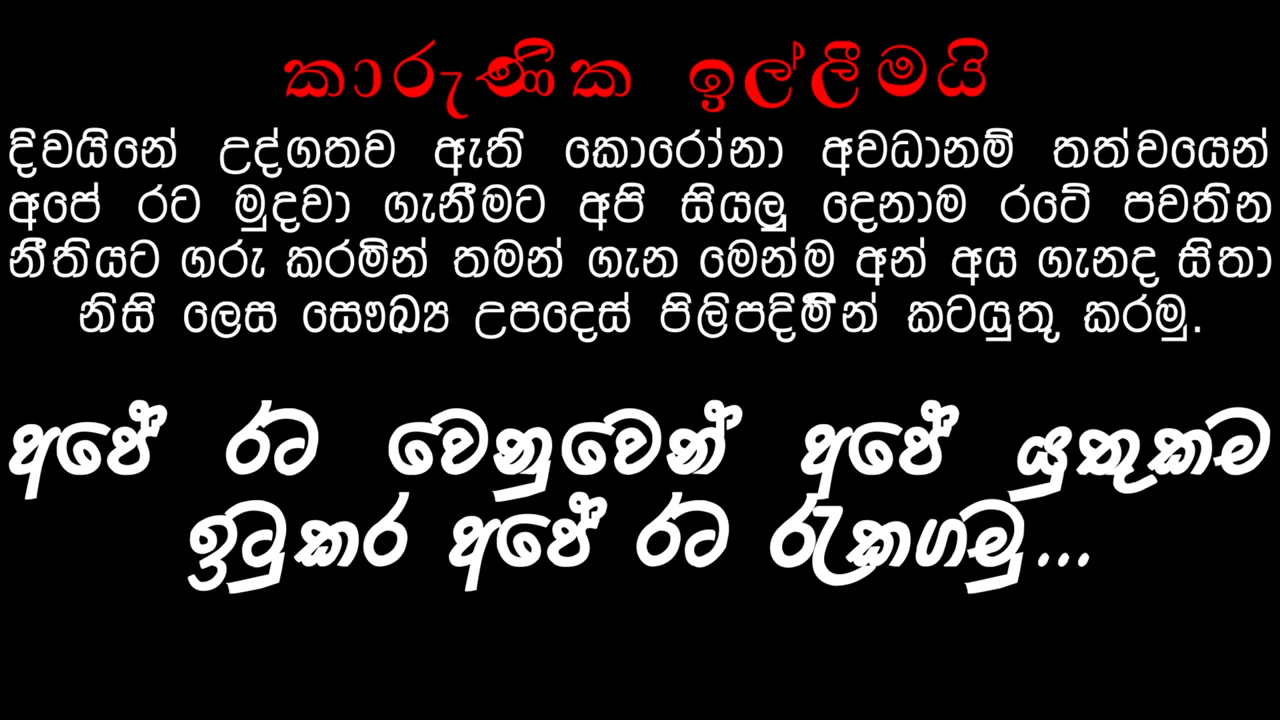 කාරුණික ඉල්ලීමයි
දිවයිනේ උද්ගතව ඇති කොරෝනා අවධානම් තත්වයෙන්
අපේ රට මුදවා ගැනීමට අපි සියලු දෙනාම රටේ පවතින
නීතියට ගරු කරමින් තමන් ගැන මෙන්ම අන් අය ගැනද සිතා
නිසි ලෙස සෞඛ්‍ය උපදෙස් පිලිපදිමින් කටයුතු කරමු.
අපේ රට වෙනුවෙන් අපේ යුතුකම
ඉටුකර අපේ රට රැකගමු...